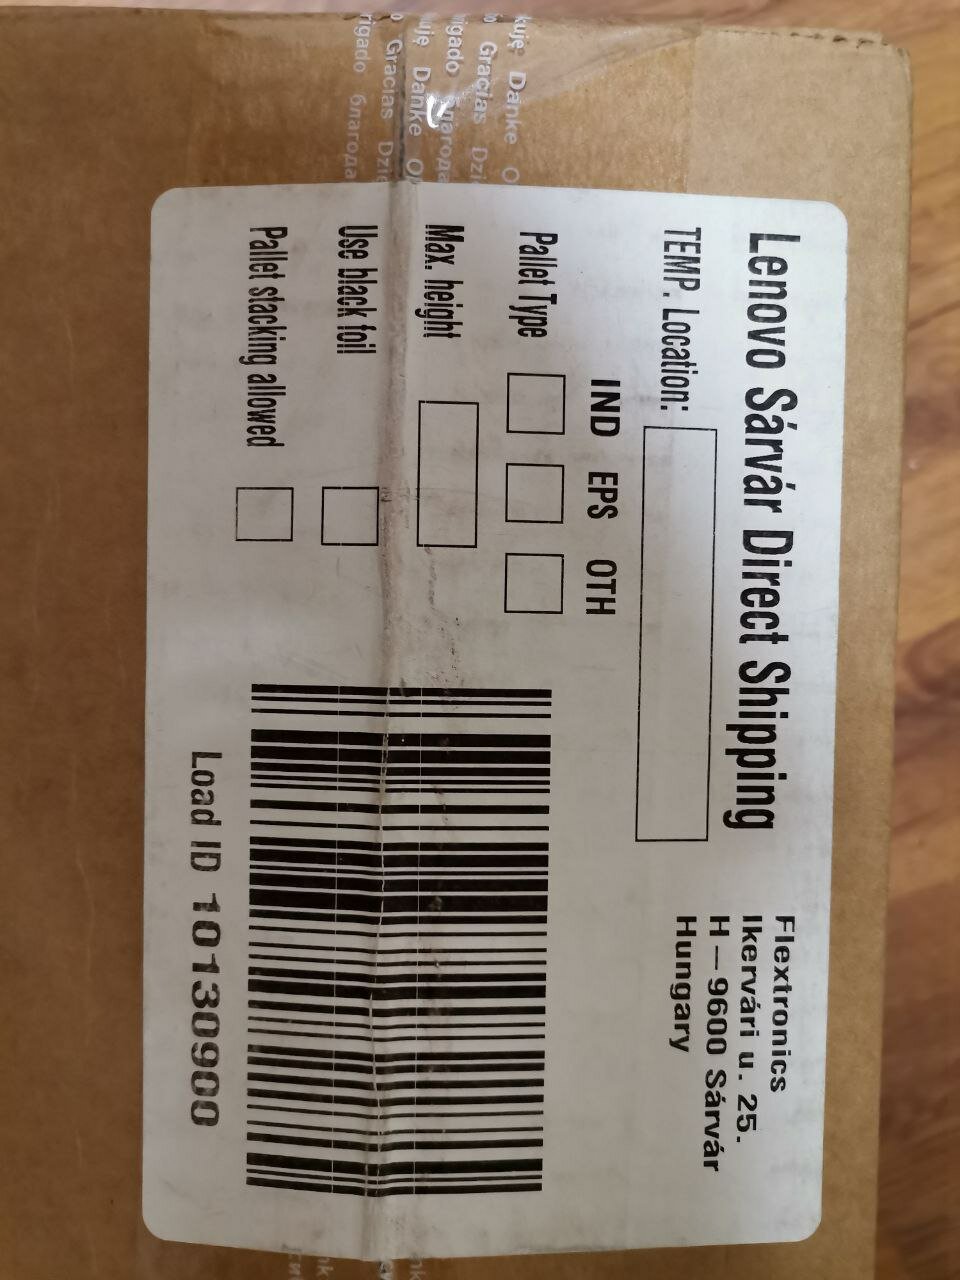 Lenovo Sárvár Direct Shipping
Flextronics
Ikervári u. 25.
H-9600 Sárvár
Hungary
TEMP. Location:
IND EPS OTH
Pallet Type
Max. height
Use black foil
Pallet stacking allowed
Load ID 10130900
Danke
Gracias
Danke
Gracias